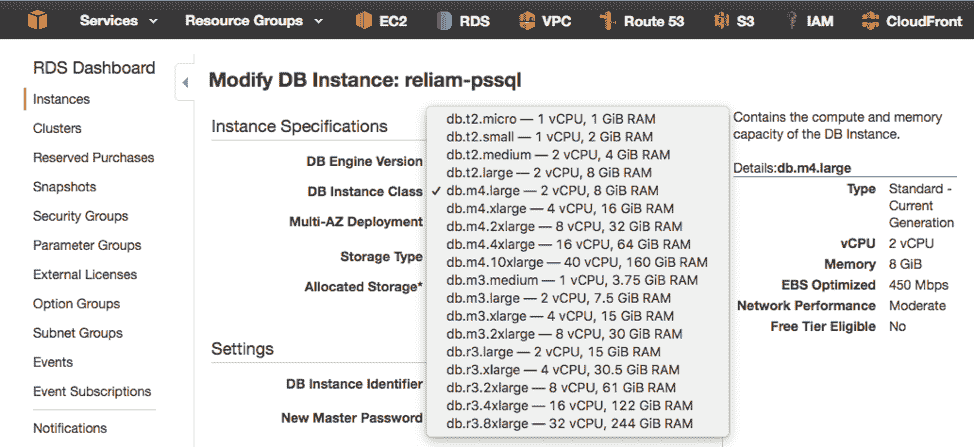 Services Resource Groups EC2 RDS VPC Route 53 S3 IAM CloudFront
RDS Dashboard
Instances
Clusters
Reserved Purchases
Snapshots
Security Groups
Parameter Groups
External Licenses
Option Groups
Subnet Groups
Events
Event Subscriptions
Notifications
Modify DB Instance: reliam-pssql
Instance Specifications
DB Engine Version
DB Instance Class
Multi-AZ Deployment
Storage Type
Allocated Storage*
Settings
DB Instance Identifier
New Master Password
db.t2.micro — 1 vCPU, 1 GiB RAM
db.t2.small — 1 vCPU, 2 GiB RAM
db.t2.medium — 2 vCPU, 4 GiB RAM
db.t2.large — 2 vCPU, 8 GiB RAM
✓ db.m4.large — 2 vCPU, 8 GiB RAM
db.m4.xlarge — 4 vCPU, 16 GiB RAM
db.m4.2xlarge — 8 vCPU, 32 GiB RAM
db.m4.4xlarge — 16 vCPU, 64 GiB RAM
db.m4.10xlarge — 40 vCPU, 160 GiB RAM
db.m3.medium — 1 vCPU, 3.75 GiB RAM
db.m3.large — 2 vCPU, 7.5 GiB RAM
db.m3.xlarge — 4 vCPU, 15 GiB RAM
db.m3.2xlarge — 8 vCPU, 30 GiB RAM
db.r3.large — 2 vCPU, 15 GiB RAM
db.r3.xlarge — 4 vCPU, 30.5 GiB RAM
db.r3.2xlarge — 8 vCPU, 61 GiB RAM
db.r3.4xlarge — 16 vCPU, 122 GiB RAM
db.r3.8xlarge — 32 vCPU, 244 GiB RAM
Contains the compute and memory
capacity of the DB Instance.
Details:db.m4.large
Type Standard -
Current
Generation
vCPU 2 vCPU
Memory 8 GiB
EBS Optimized 450 Mbps
Network Performance Moderate
Free Tier Eligible No